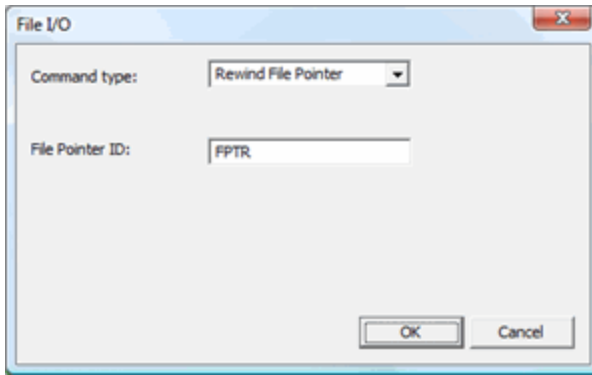 File I/O
Command type: Rewind File Pointer
File Pointer ID: FPTR
OK Cancel